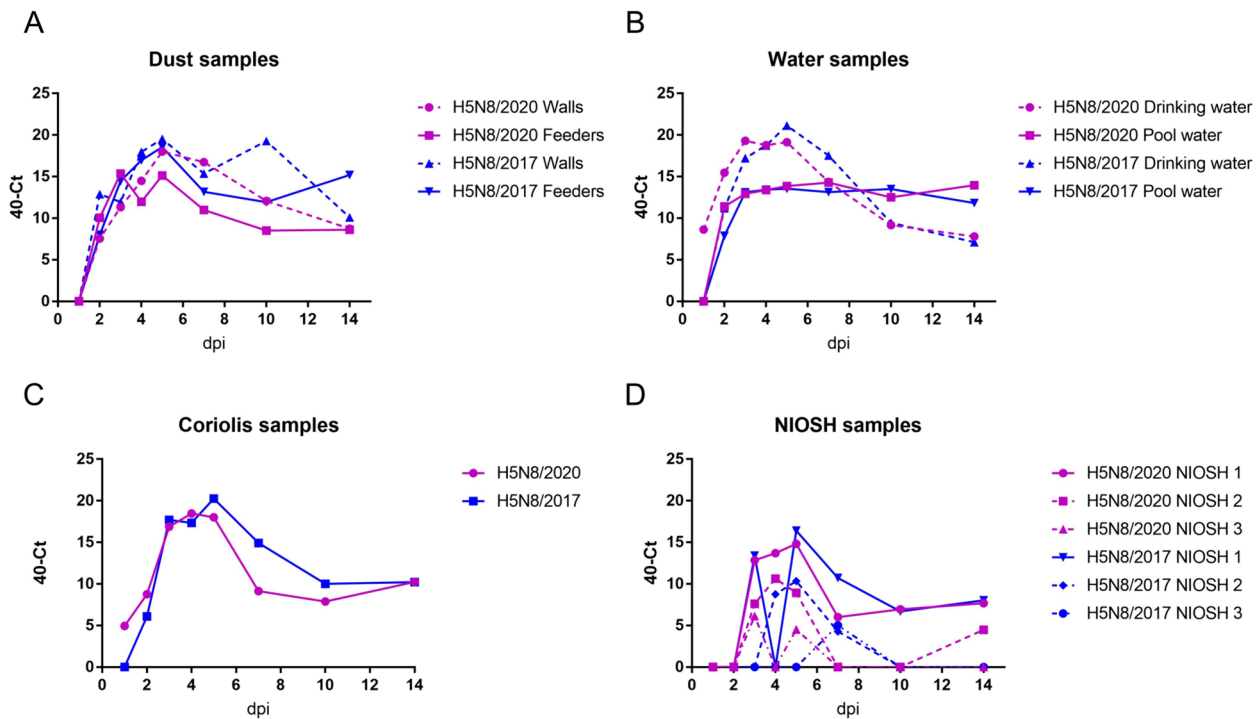 A
Dust samples
25
20
15
10
5
0
40-Ct
0 2 4 6 8 10 12 14
dpi
H5N8/2020 Walls
H5N8/2020 Feeders
H5N8/2017 Walls
H5N8/2017 Feeders
B
Water samples
25
20
15
10
5
0
40-Ct
0 2 4 6 8 10 12 14
dpi
H5N8/2020 Drinking water
H5N8/2020 Pool water
H5N8/2017 Drinking water
H5N8/2017 Pool water
C
Coriolis samples
25
20
15
10
5
0
40-Ct
0 2 4 6 8 10 12 14
dpi
H5N8/2020
H5N8/2017
D
NIOSH samples
25
20
15
10
5
0
40-Ct
0 2 4 6 8 10 12 14
dpi
H5N8/2020 NIOSH 1
H5N8/2020 NIOSH 2
H5N8/2020 NIOSH 3
H5N8/2017 NIOSH 1
H5N8/2017 NIOSH 2
H5N8/2017 NIOSH 3